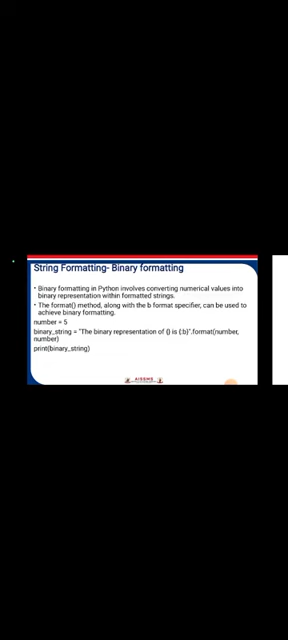 String Formatting- Binary formatting
• Binary formatting in Python involves converting numerical values into
binary representation within formatted strings.
• The format() method, along with the b format specifier, can be used to
achieve binary formatting.
number = 5
binary_string = "The binary representation of {} is {:b}".format(number,
number)
print(binary_string)
AISSMS